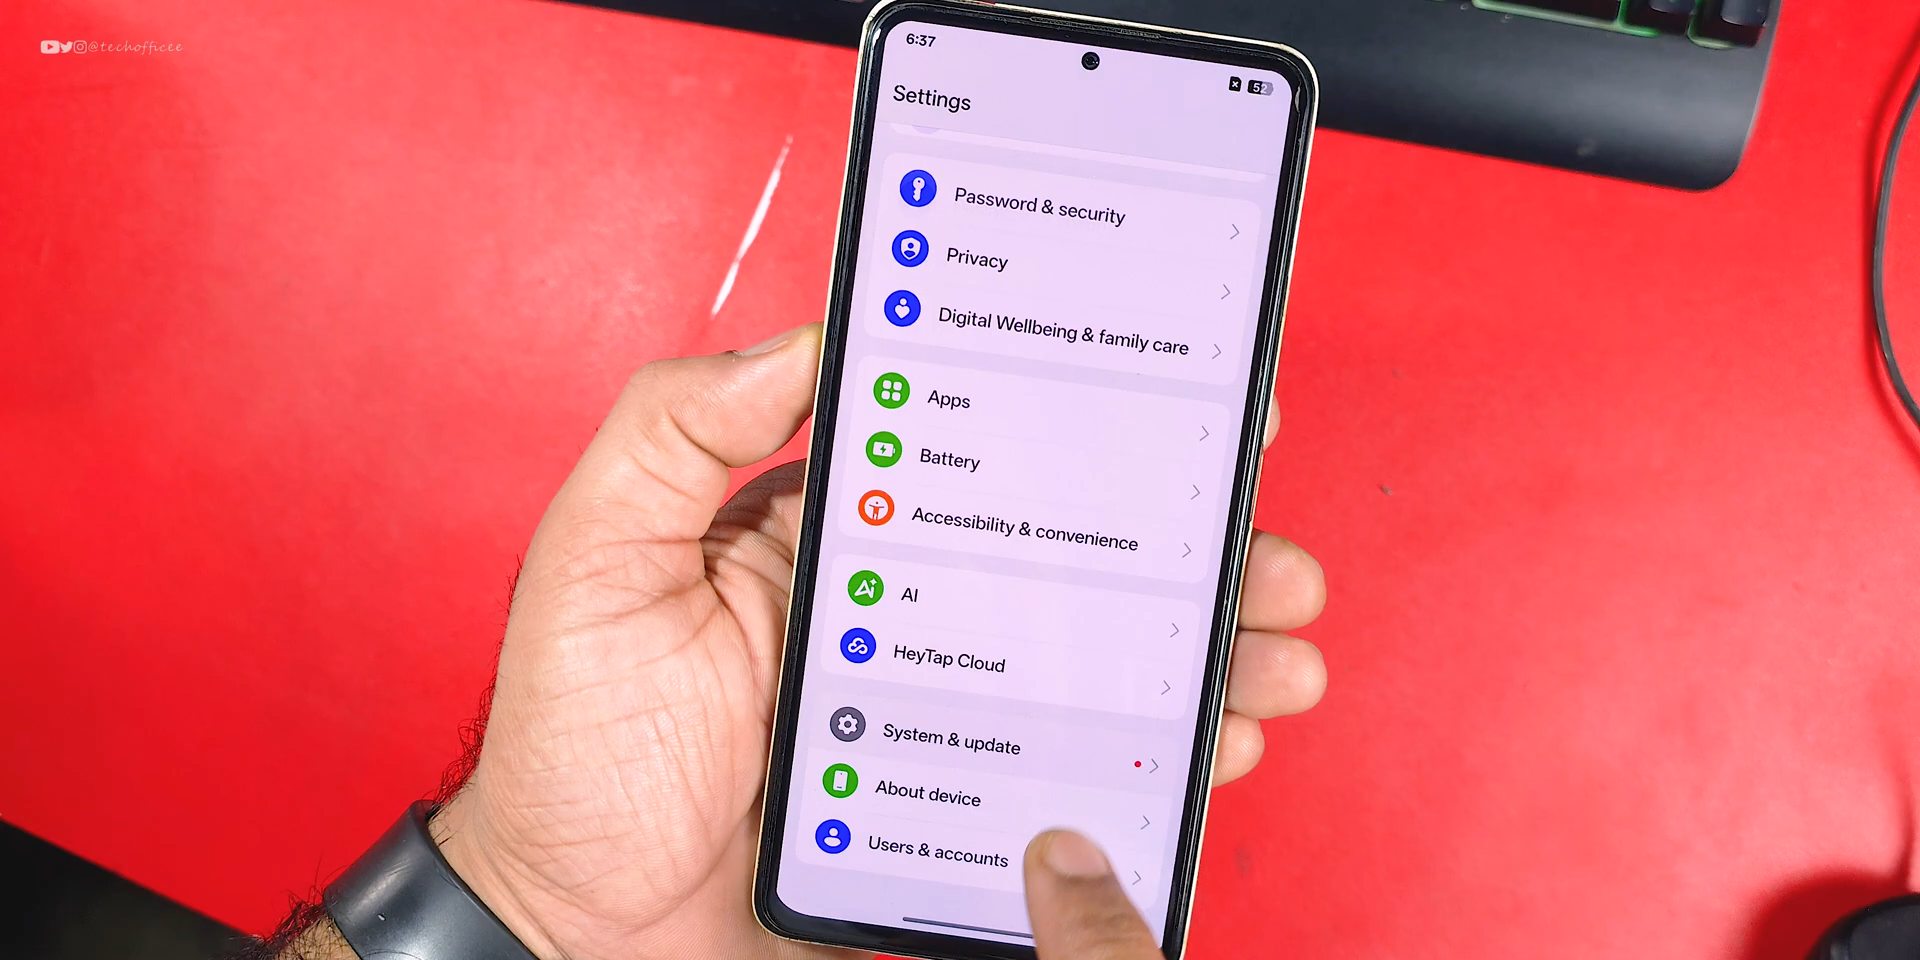 @techofficee
6:37
52
Settings
Password & security
Privacy
Digital Wellbeing & family care
Apps
Battery
Accessibility & convenience
Ai
AI
HeyTap Cloud
System & update
About device
Users & accounts